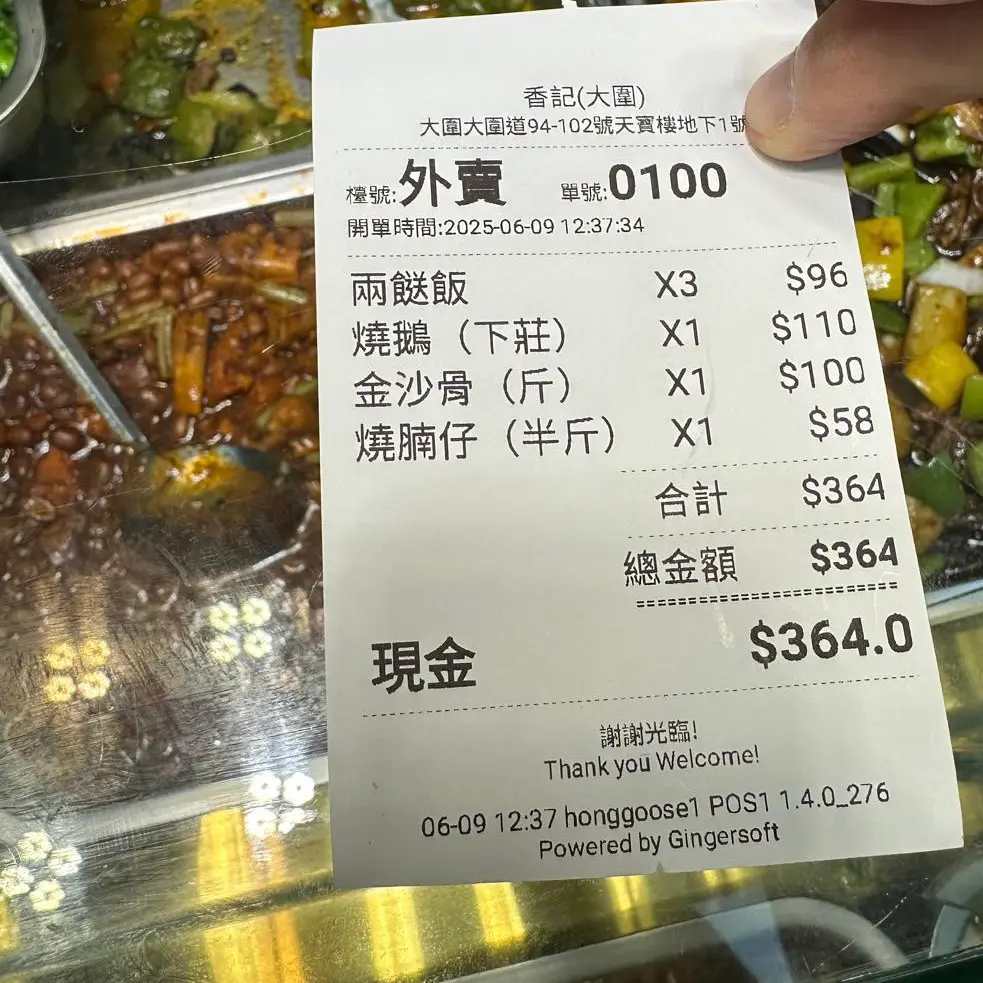 香記(大圍)
大圍大圍道94-102號天寶樓地下1號
檯號:外賣 單號:0100
開單時間:2025-06-09 12:37:34
兩餸飯 X3 $96
燒鵝（下莊） X1 $110
金沙骨（斤） X1 $100
燒腩仔（半斤） X1 $58
合計 $364
總金額 $364
現金 $364.0
謝謝光臨!
Thank you Welcome!
06-09 12:37 honggoose1 POS1 1.4.0_276
Powered by Gingersoft